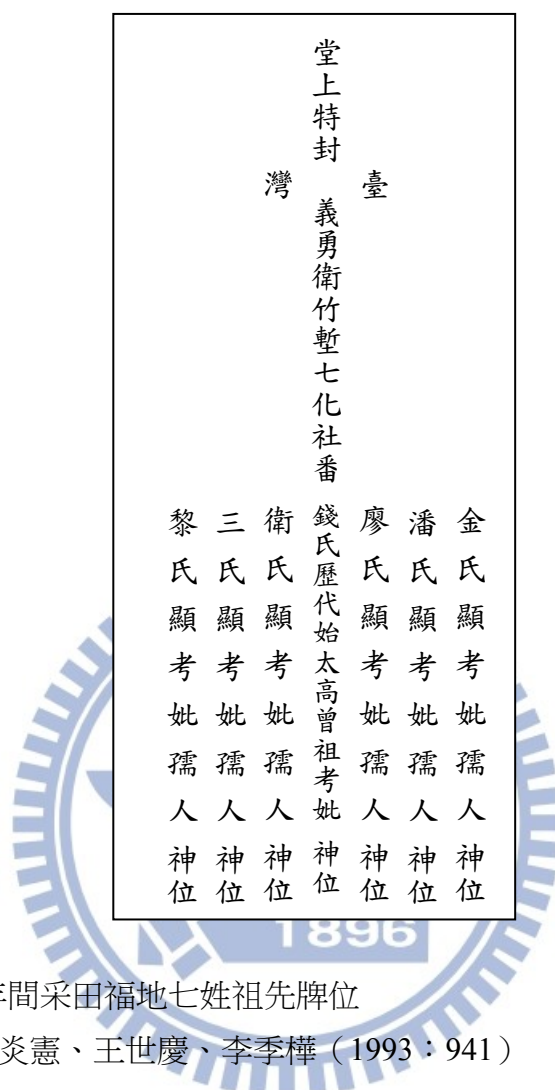 金氏顯考妣孺人神位
潘氏顯考妣孺人神位
臺
廖氏顯考妣孺人神位
堂上特封 義勇衛竹塹七化社番 錢氏歷代始太高曾祖考妣神位
灣
衛氏顯考妣孺人神位
三氏顯考妣孺人神位
黎氏顯考妣孺人神位
1896
年間采田福地七姓祖先牌位
炎憲、王世慶、李季樺（1993：941）